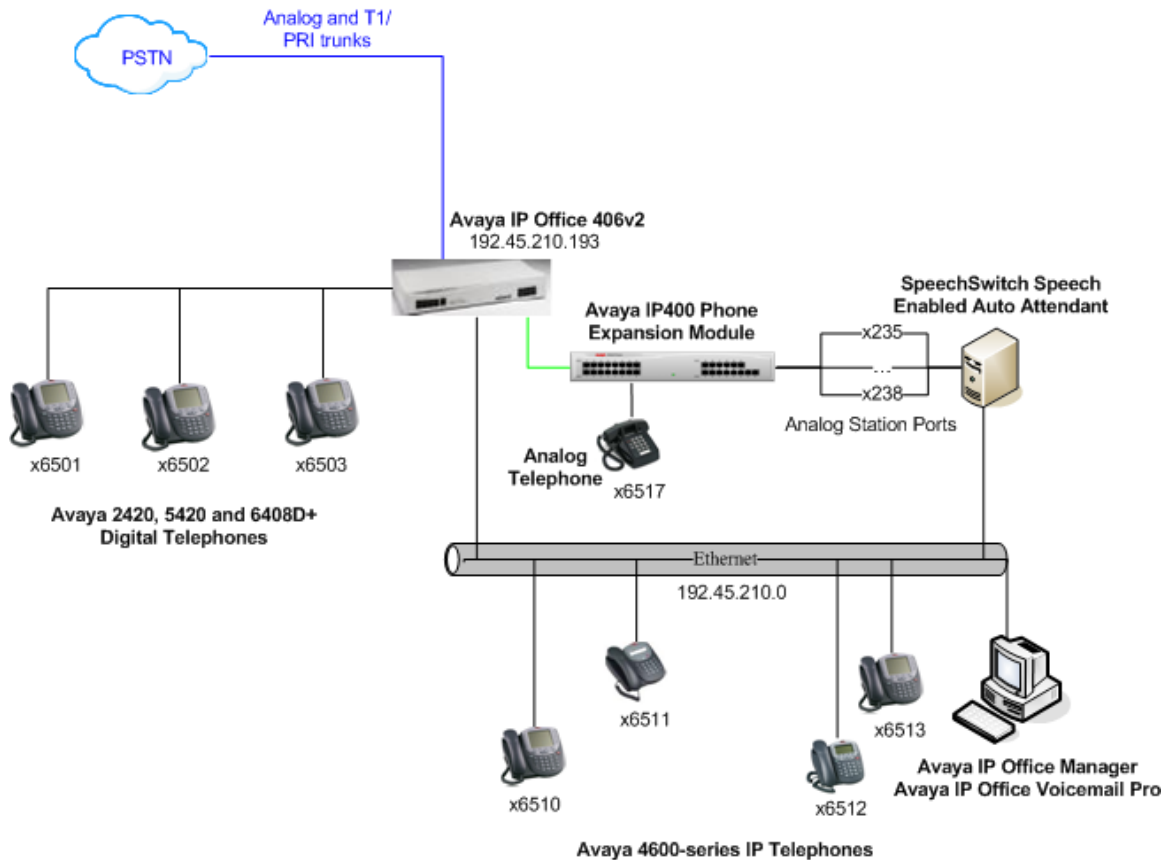 Analog and T1/
PRI trunks
PSTN
Avaya IP Office 406v2
192.45.210.193
SpeechSwitch Speech
Enabled Auto Attendant
Avaya IP400 Phone
Expansion Module
x235
...
x238
Analog Station Ports
Analog
Telephone
x6517
x6501
x6502
x6503
Avaya 2420, 5420 and 6408D+
Digital Telephones
Ethernet
192.45.210.0
x6511
x6513
x6510
x6512
Avaya IP Office Manager
Avaya IP Office Voicemail Pro
Avaya 4600-series IP Telephones